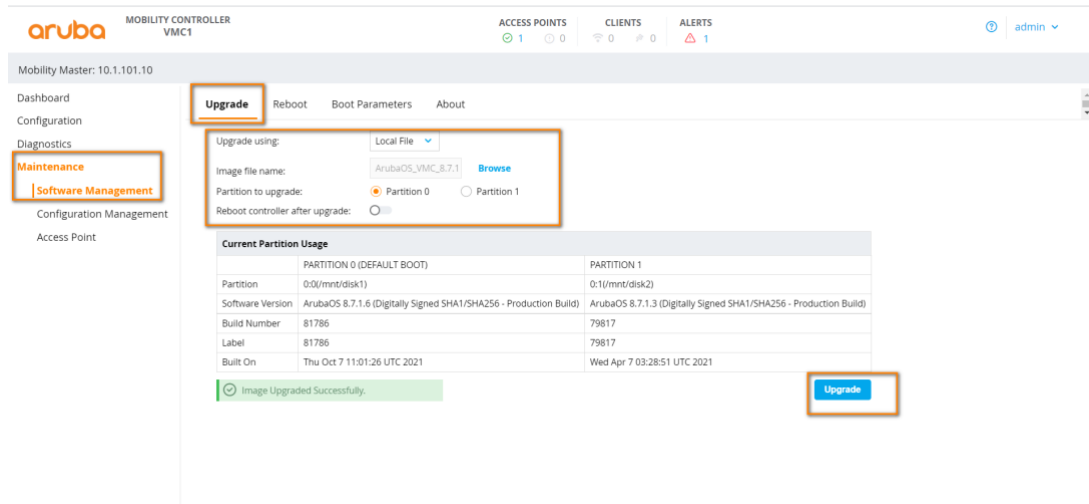 aruba
MOBILITY CONTROLLER
VMC1
ACCESS POINTS CLIENTS ALERTS
1 0 0 0 1
admin
Mobility Master: 10.1.101.10
Dashboard
Configuration
Diagnostics
Maintenance
Software Management
Configuration Management
Access Point
Upgrade Reboot Boot Parameters About
Upgrade using: Local File
Image file name: ArubaOS_VMC_8.7.1 Browse
Partition to upgrade: Partition 0 Partition 1
Reboot controller after upgrade:
Current Partition Usage
PARTITION 0 (DEFAULT BOOT) PARTITION 1
Partition 0:0(/mnt/disk1) 0:1(/mnt/disk2)
Software Version ArubaOS 8.7.1.6 (Digitally Signed SHA1/SHA256 - Production Build) ArubaOS 8.7.1.3 (Digitally Signed SHA1/SHA256 - Production Build)
Build Number 81786 79817
Label 81786 79817
Built On Thu Oct 7 11:01:26 UTC 2021 Wed Apr 7 03:28:51 UTC 2021
Image Upgraded Successfully.
Upgrade